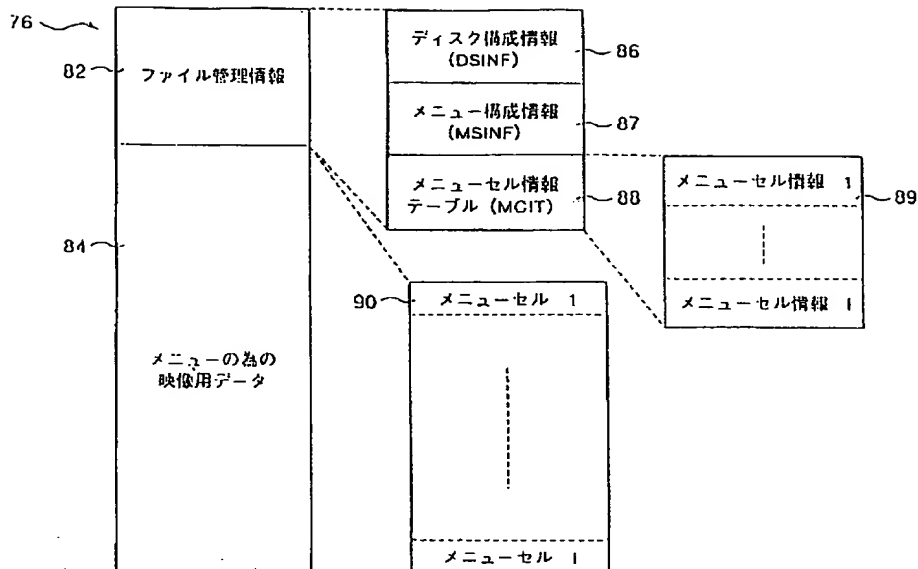 76
82
ファイル管理情報
84
メニューの為の
映像用データ
ディスク構成情報
(DSINF)
86
メニュー構成情報
(MSINF)
87
メニューセル情報
テーブル (MCIT)
88
メニューセル情報 1
89
メニューセル情報 I
90
メニューセル 1
メニューセル I